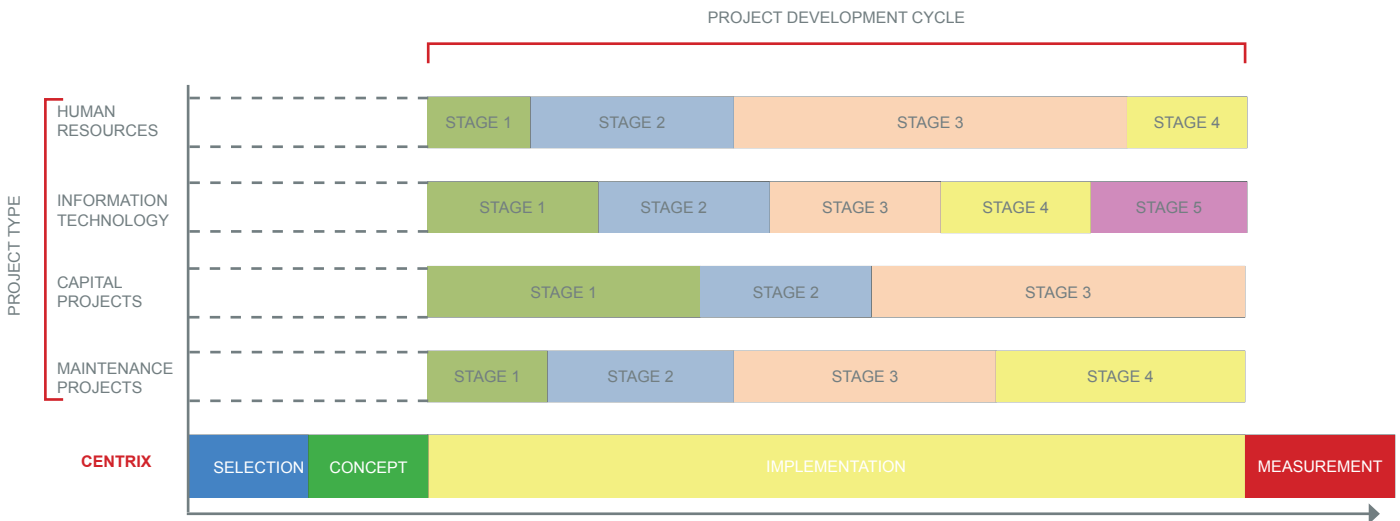 PROJECT DEVELOPMENT CYCLE
PROJECT TYPE
HUMAN
RESOURCES
STAGE 1
STAGE 2
STAGE 3
STAGE 4
INFORMATION
TECHNOLOGY
STAGE 1
STAGE 2
STAGE 3
STAGE 4
STAGE 5
CAPITAL
PROJECTS
STAGE 1
STAGE 2
STAGE 3
MAINTENANCE
PROJECTS
STAGE 1
STAGE 2
STAGE 3
STAGE 4
CENTRIX
SELECTION
CONCEPT
IMPLEMENTATION
MEASUREMENT